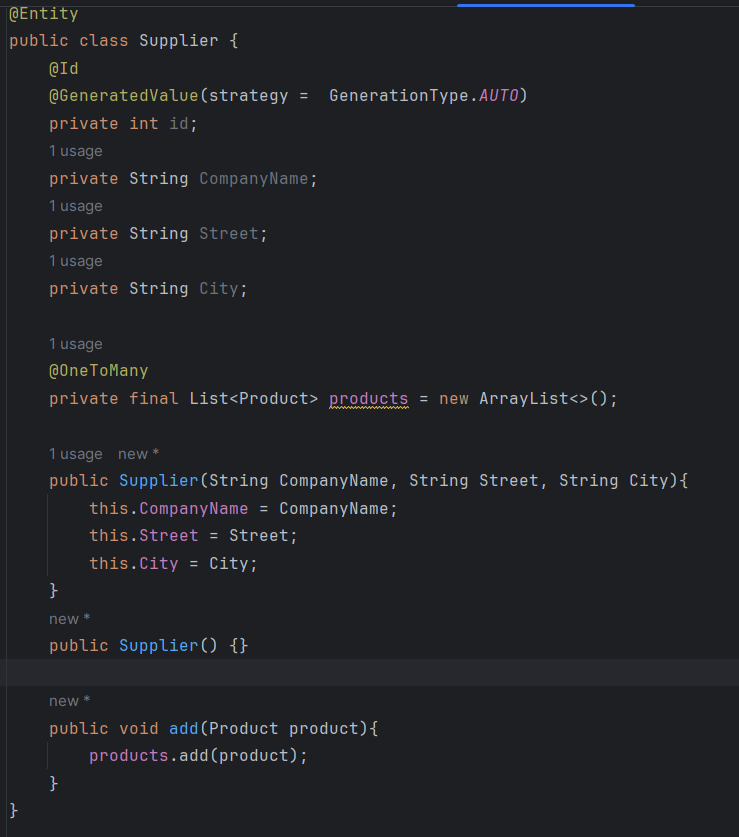 @Entity
public class Supplier {
@Id
@GeneratedValue(strategy =  GenerationType.AUTO)
private int id;
1 usage
private String CompanyName;
1 usage
private String Street;
1 usage
private String City;
1 usage
@OneToMany
private final List<Product> products = new ArrayList<>();
1 usage   new *
public Supplier(String CompanyName, String Street, String City){
this.CompanyName = CompanyName;
this.Street = Street;
this.City = City;
}
new *
public Supplier() {}
new *
public void add(Product product){
products.add(product);
}
}